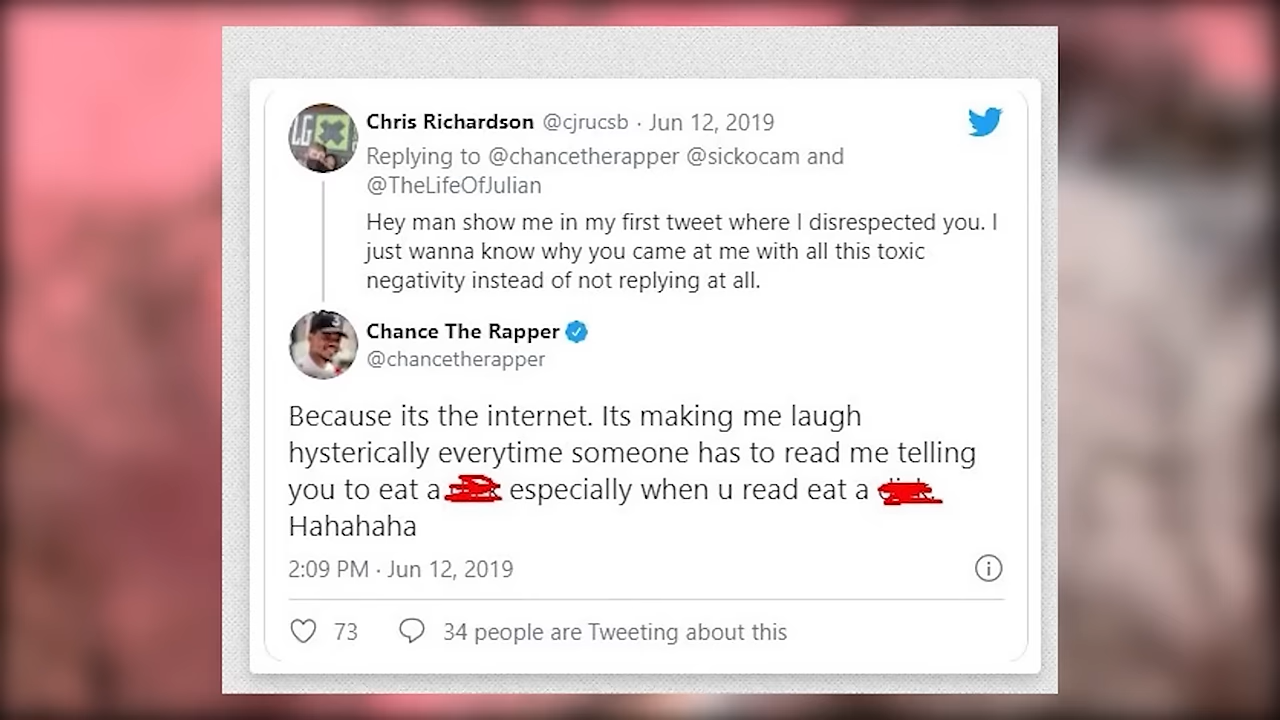 Chris Richardson @cjrucsb · Jun 12, 2019
Replying to @chancetherapper @sickocam and
@TheLifeOfJulian
Hey man show me in my first tweet where I disrespected you. I
just wanna know why you came at me with all this toxic
negativity instead of not replying at all.
Chance The Rapper
@chancetherapper
Because its the internet. Its making me laugh
hysterically everytime someone has to read me telling
you to eat a especially when u read eat a
Hahahaha
2:09 PM · Jun 12, 2019
73 34 people are Tweeting about this